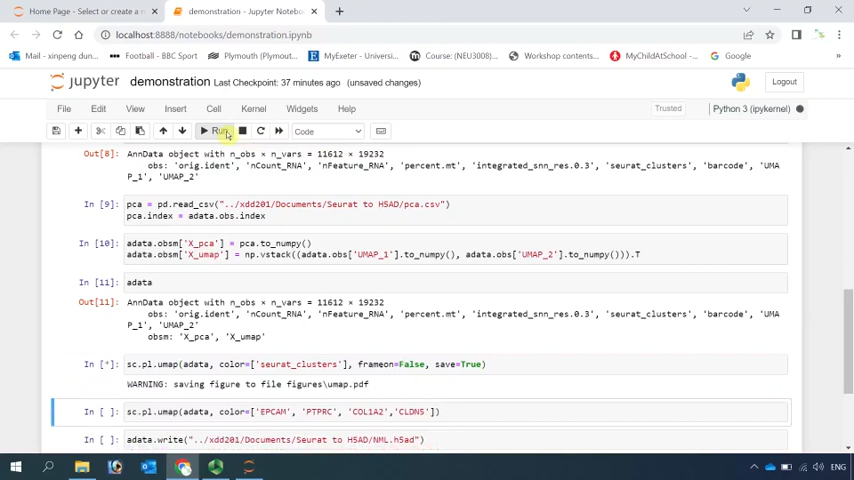 Home Page - Select or create a n
demonstration - Jupyter Notebo
localhost:8888/notebooks/demonstration.ipynb
Mail - xinpeng dun...
Football - BBC Sport
Plymouth (Plymouth...
MyExeter - Universi...
Course: (NEU3008)...
Workshop contents...
MyChildAtSchool - ...
Google
jupyter demonstration Last Checkpoint: 37 minutes ago (unsaved changes)
Logout
File Edit View Insert Cell Kernel Widgets Help
Trusted
Python 3 (ipykernel)
Run
Code
Out[8]: AnnData object with n_obs × n_vars = 11612 × 19232
obs: 'orig.ident', 'nCount_RNA', 'nFeature_RNA', 'percent.mt', 'integrated_snn_res.0.3', 'seurat_clusters', 'barcode', 'UMA
P_1', 'UMAP_2'
In [9]: pca = pd.read_csv("../xdd201/Documents/Seurat to H5AD/pca.csv")
pca.index = adata.obs.index
In [10]: adata.obsm['X_pca'] = pca.to_numpy()
adata.obsm['X_umap'] = np.vstack((adata.obs['UMAP_1'].to_numpy(), adata.obs['UMAP_2'].to_numpy())).T
In [11]: adata
Out[11]: AnnData object with n_obs × n_vars = 11612 × 19232
obs: 'orig.ident', 'nCount_RNA', 'nFeature_RNA', 'percent.mt', 'integrated_snn_res.0.3', 'seurat_clusters', 'barcode', 'UMA
P_1', 'UMAP_2'
obsm: 'X_pca', 'X_umap'
In [*]: sc.pl.umap(adata, color=['seurat_clusters'], frameon=False, save=True)
WARNING: saving figure to file figures\umap.pdf
In [ ]: sc.pl.umap(adata, color=['EPCAM', 'PTPRC', 'COL1A2','CLDN5'])
In [ ]: adata.write("../xdd201/Documents/Seurat to H5AD/NML.h5ad")
ENG